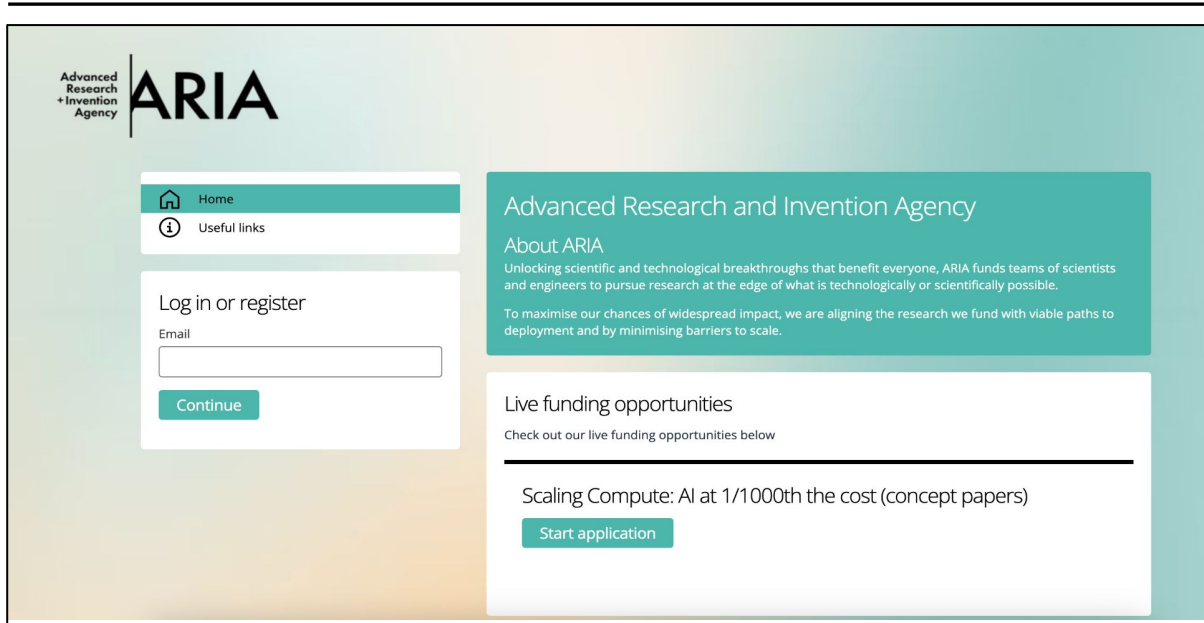 Advanced
Research
+Invention
Agency
ARIA
Home
Useful links
Log in or register
Email
Continue
Advanced Research and Invention Agency
About ARIA
Unlocking scientific and technological breakthroughs that benefit everyone, ARIA funds teams of scientists
and engineers to pursue research at the edge of what is technologically or scientifically possible.
To maximise our chances of widespread impact, we are aligning the research we fund with viable paths to
deployment and by minimising barriers to scale.
Live funding opportunities
Check out our live funding opportunities below
Scaling Compute: AI at 1/1000th the cost (concept papers)
Start application